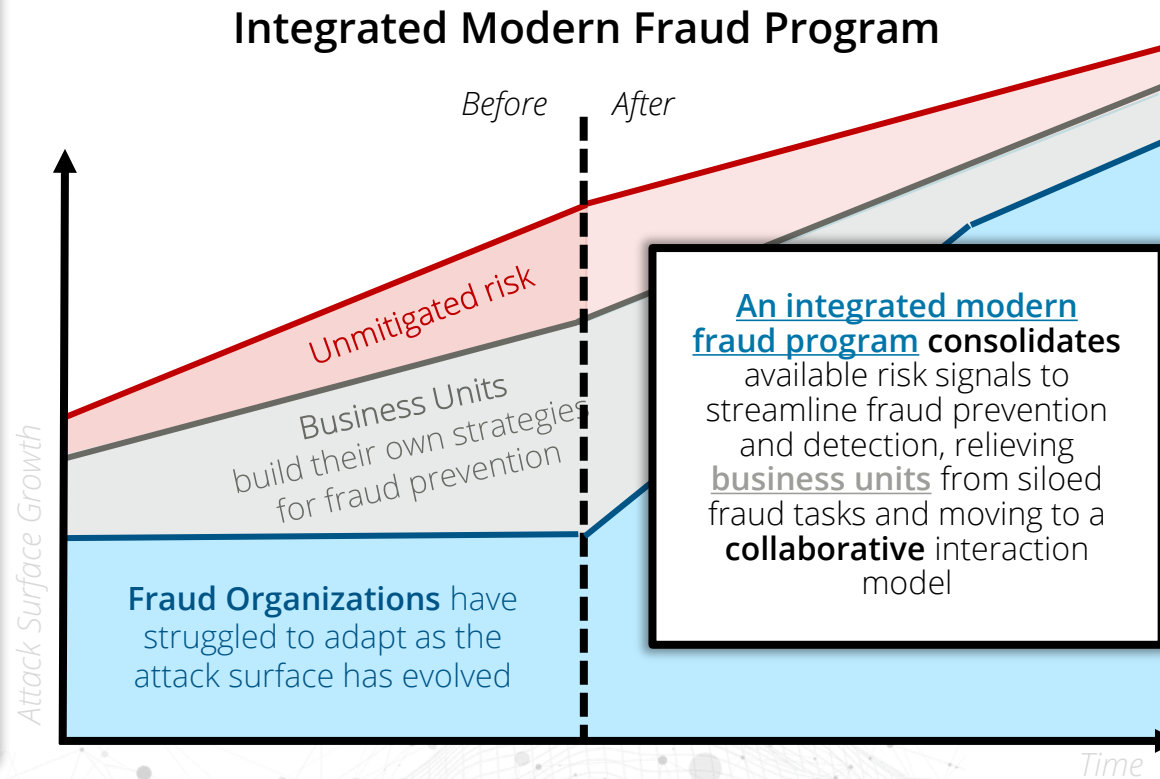 Integrated Modern Fraud Program
Before
After
Unmitigated risk
Business Units
build their own strategies
for fraud prevention
An integrated modern
fraud program consolidates
available risk signals to
streamline fraud prevention
and detection, relieving
business units from siloed
fraud tasks and moving to a
collaborative interaction
model
Fraud Organizations have
struggled to adapt as the
attack surface has evolved
Attack Surface Growth
Time